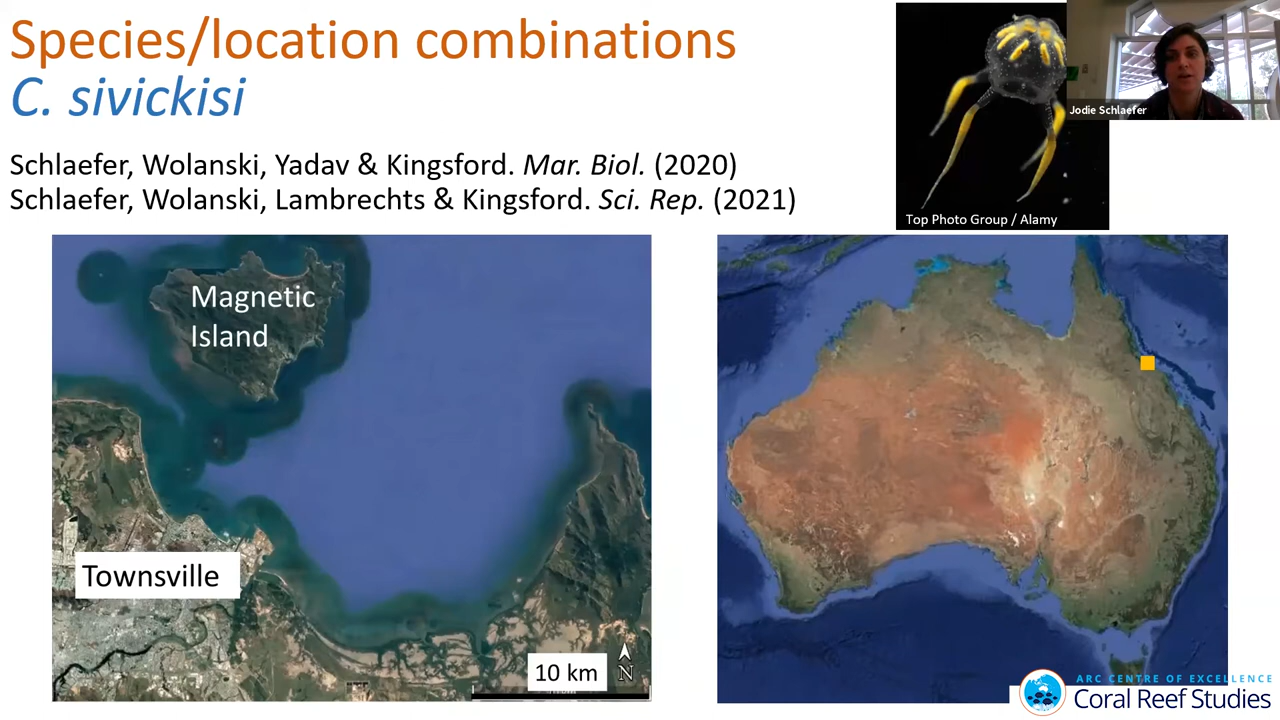 Species/location combinations
C. sivickisi
Schlaefer, Wolanski, Yadav & Kingsford. Mar. Biol. (2020)
Schlaefer, Wolanski, Lambrechts & Kingsford. Sci. Rep. (2021)
Jodie Schlaefer
Top Photo Group / Alamy
Magnetic
Island
Townsville
10 km
N
ARC CENTRE OF EXCELLENCE
Coral Reef Studies